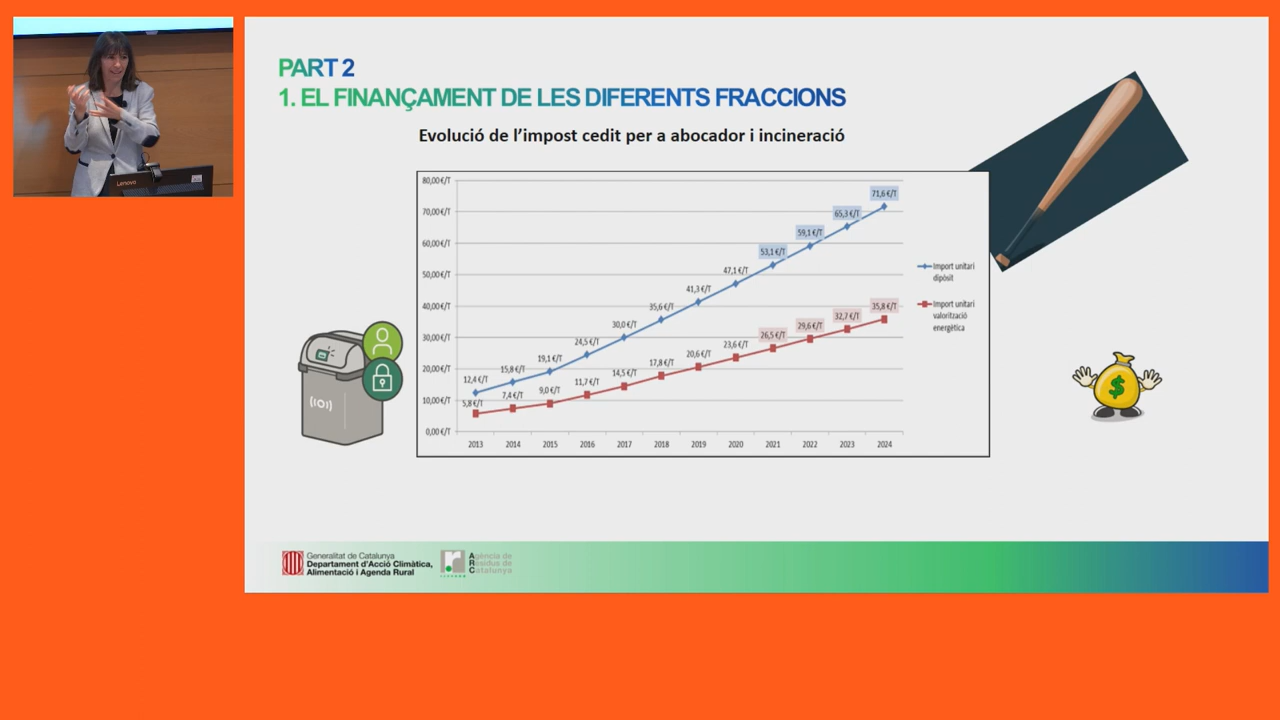 PART 2
1. EL FINANÇAMENT DE LES DIFERENTS FRACCIONS
Evolució de l'impost cedit per a abocador i incineració
80,00 €/T
70,00 €/T
60,00 €/T
50,00 €/T
40,00 €/T
30,00 €/T
20,00 €/T
10,00 €/T
0,00 €/T
12,4 €/T
15,8 €/T
19,1 €/T
24,5 €/T
30,0 €/T
35,6 €/T
41,3 €/T
47,1 €/T
53,1 €/T
59,1 €/T
65,3 €/T
71,6 €/T
5,8 €/T
7,4 €/T
9,0 €/T
11,7 €/T
14,5 €/T
17,8 €/T
20,6 €/T
23,6 €/T
26,5 €/T
29,6 €/T
32,7 €/T
35,8 €/T
2013 2014 2015 2016 2017 2018 2019 2020 2021 2022 2023 2024
Import unitari
dipòsit
Import unitari
valorització
energètica
$
Generalitat de Catalunya
Departament d'Acció Climàtica,
Alimentació i Agenda Rural
Agència de
Residus de
Catalunya
Lenovo